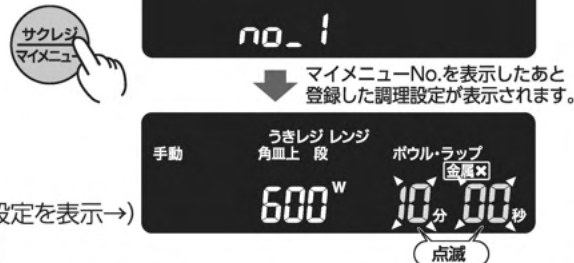 サクレジ
マイメニュー
no_1
マイメニューNo.を表示したあと
登録した調理設定が表示されます。
うきレジ レンジ
手動 角皿上 段 ボウル・ラップ
金属✖
600W 10分 00秒
設定を表示→)
点滅